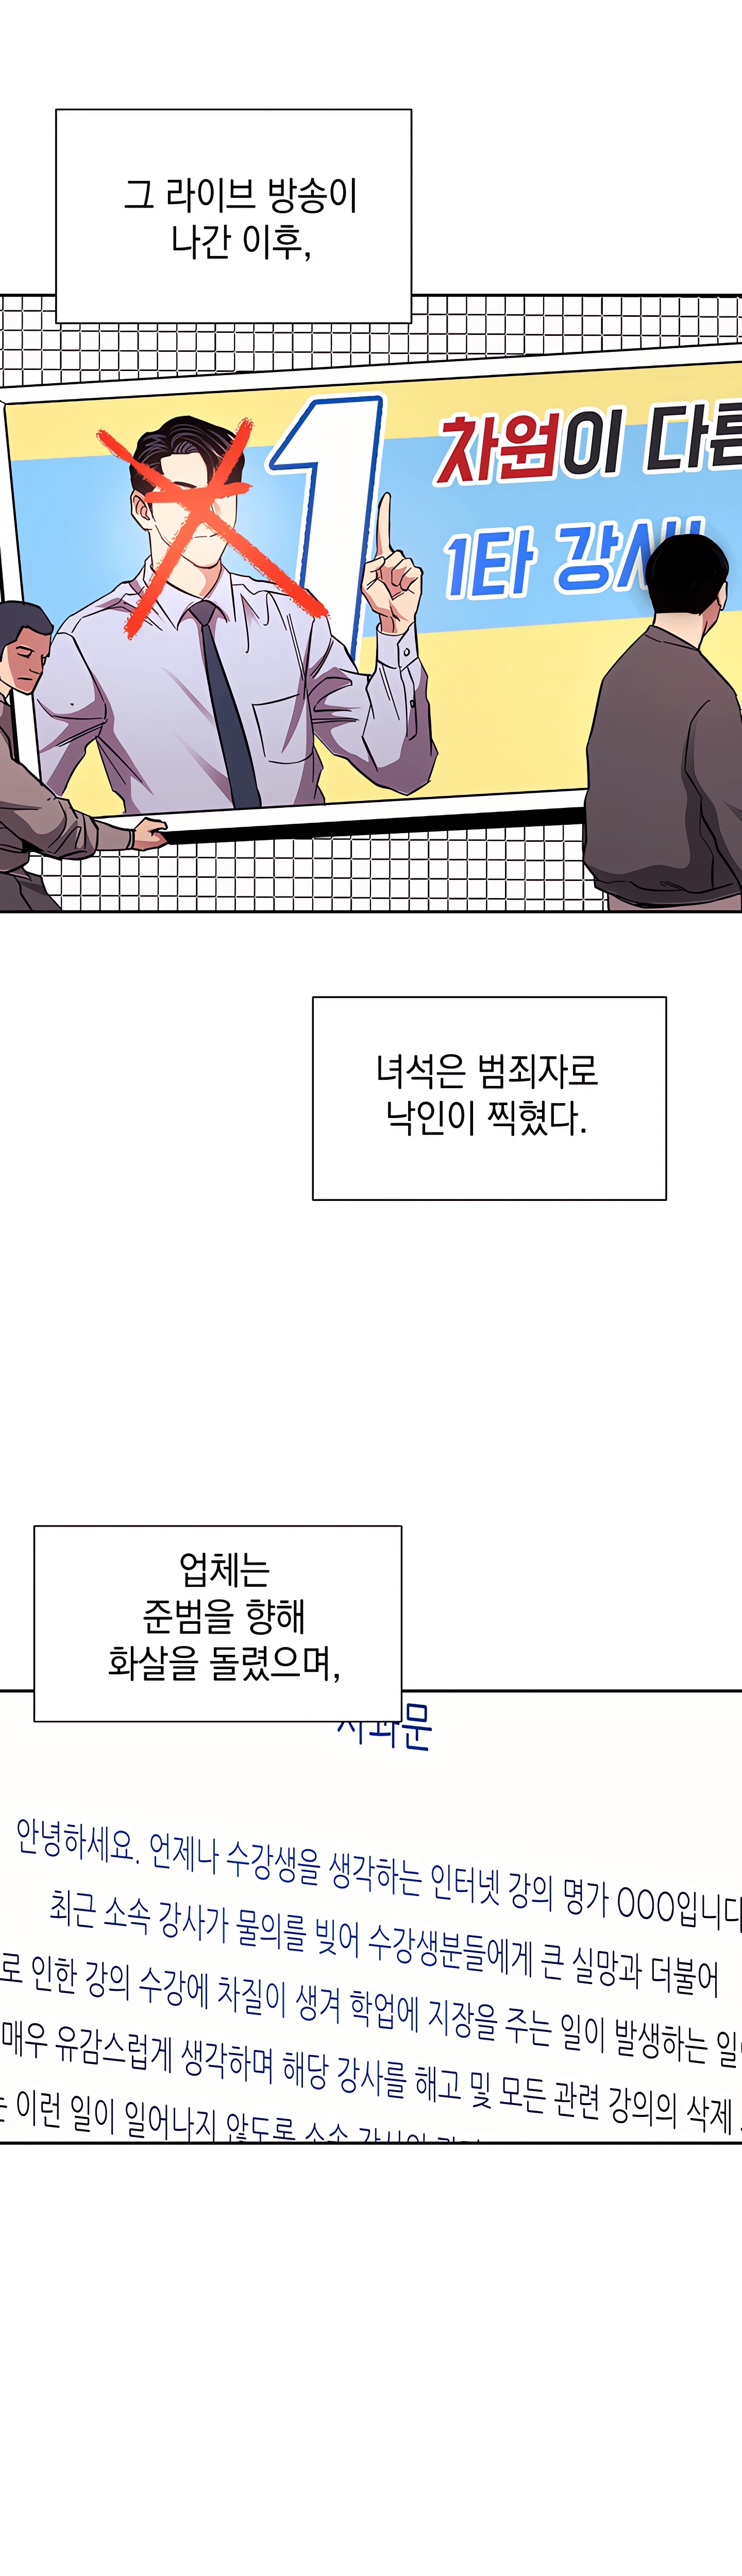 그 라이브 방송이
나간 이후,
1
차원이 다른
1타 강사!!
녀석은 범죄자로
낙인이 찍혔다.
업체는
준범을 향해
화살을 돌렸으며,
사과문
안녕하세요. 언제나 수강생을 생각하는 인터넷 강의 명가 OOO입니다
최근 소속 강사가 물의를 빚어 수강생분들에게 큰 실망과 더불어
로 인한 강의 수강에 차질이 생겨 학업에 지장을 주는 일이 발생하는 일
매우 유감스럽게 생각하며 해당 강사를 해고 및 모든 관련 강의의 삭제
는 이런 일이 일어나지 않도록 소속